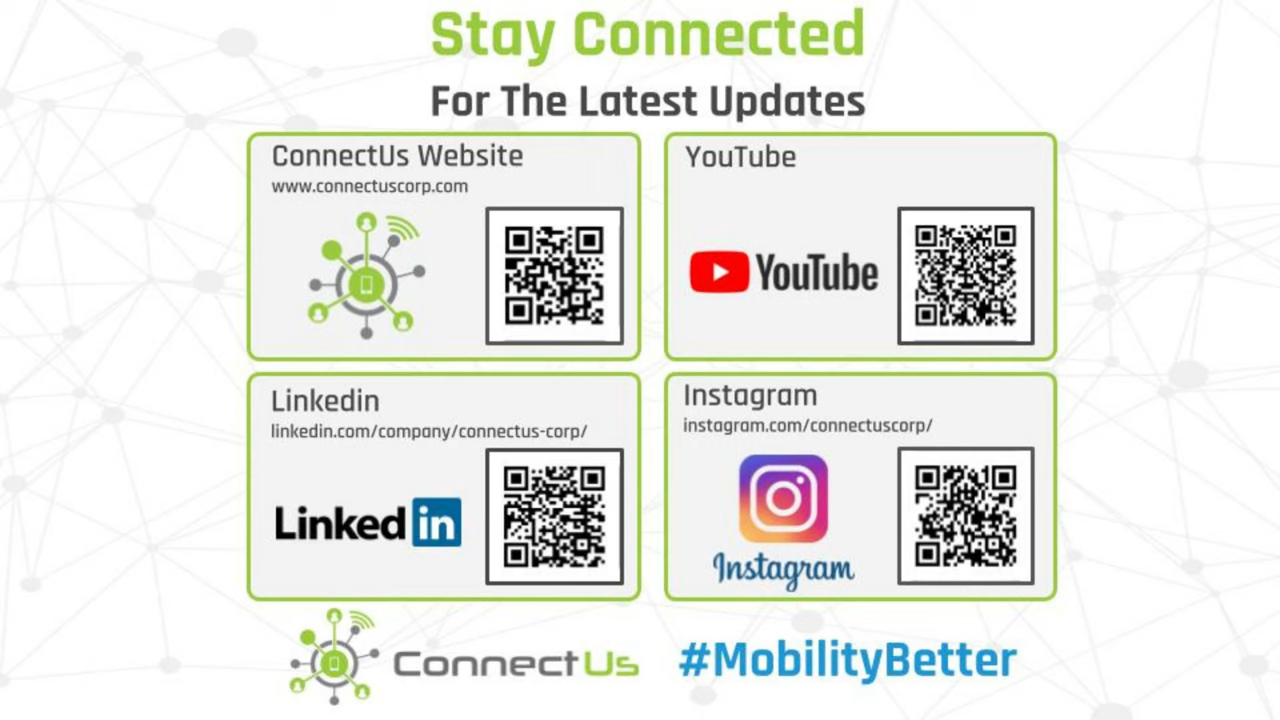 Stay Connected
For The Latest Updates
ConnectUs Website
www.connectuscorp.com
YouTube
YouTube
Linkedin
linkedin.com/company/connectus-corp/
Linked in
Instagram
instagram.com/connectuscorp/
Instagram
ConnectUs
#MobilityBetter